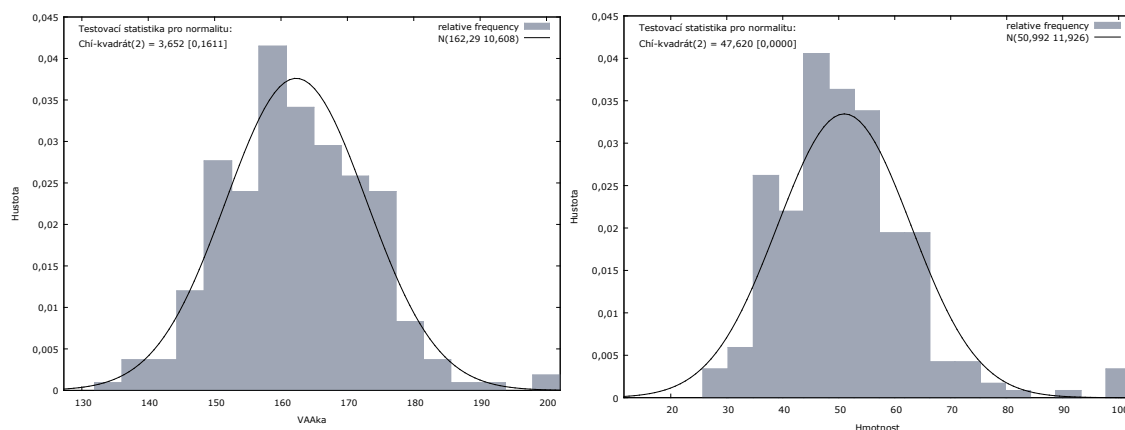 Testovací statistika pro normalitu:
Chí-kvadrát(2) = 3,652 [0,1611]
relative frequency
N(162,29 10,608)
0,045
0,04
0,035
0,03
0,025
0,02
0,015
0,01
0,005
0
Hustota
130 140 150 160 170 180 190 200
VAAka
Testovací statistika pro normalitu:
Chí-kvadrát(2) = 47,620 [0,0000]
relative frequency
N(50,992 11,926)
0,045
0,04
0,035
0,03
0,025
0,02
0,015
0,01
0,005
0
Hustota
20 30 40 50 60 70 80 90 100
Hmotnost